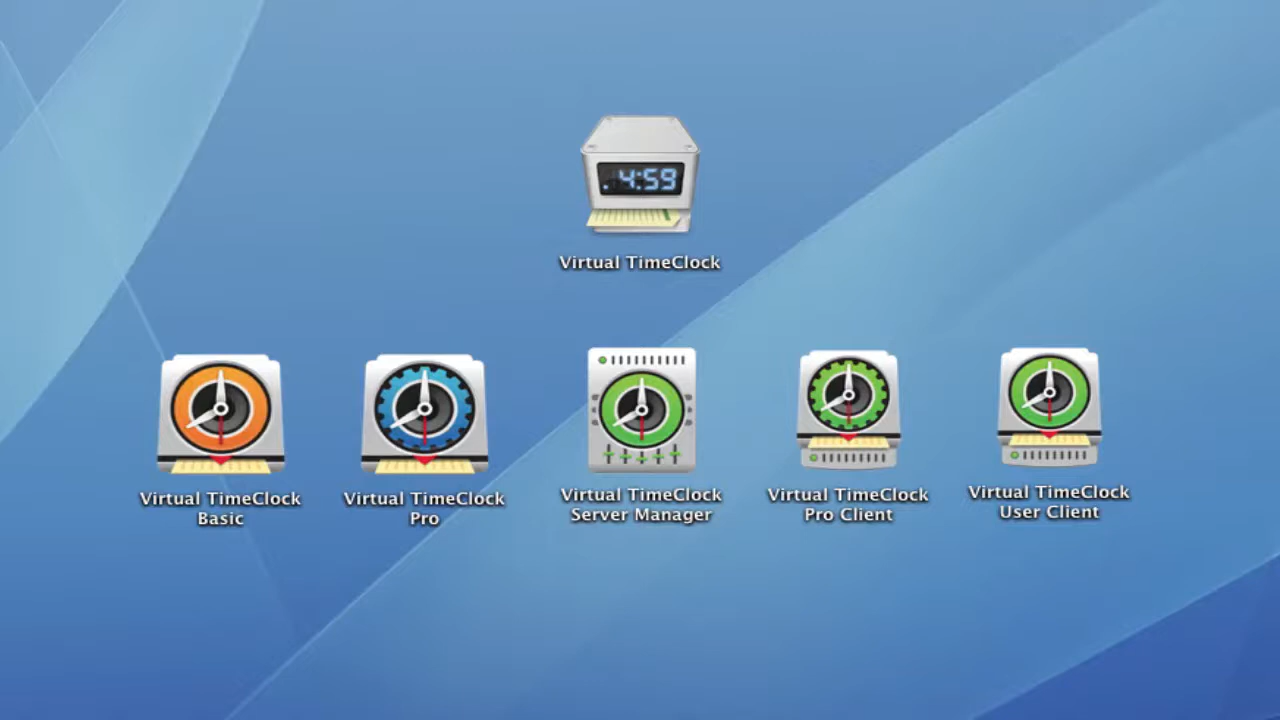 4:59
Virtual TimeClock
Virtual TimeClock
Basic
Virtual TimeClock
Pro
Virtual TimeClock
Server Manager
Virtual TimeClock
Pro Client
Virtual TimeClock
User Client